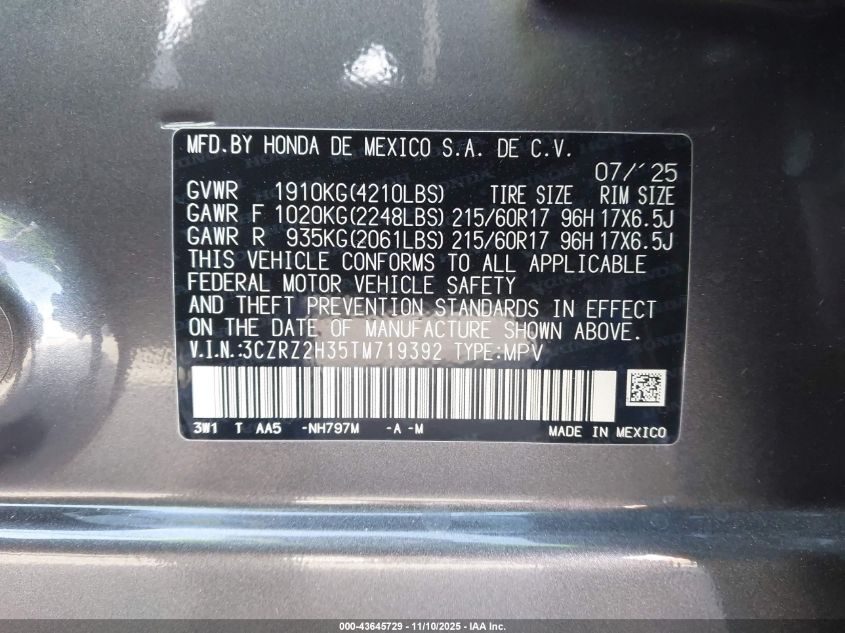 MFD.BY HONDA DE MEXICO S.A. DE C.V.
07/'25
GVWR 1910KG(4210LBS) TIRE SIZE RIM SIZE
GAWR F 1020KG(2248LBS) 215/60R17 96H 17X6.5J
GAWR R 935KG(2061LBS) 215/60R17 96H 17X6.5J
THIS VEHICLE CONFORMS TO ALL APPLICABLE
FEDERAL MOTOR VEHICLE SAFETY
AND THEFT PREVENTION STANDARDS IN EFFECT
ON THE DATE OF MANUFACTURE SHOWN ABOVE.
V.I.N.:3CZRZ2H35TM719392 TYPE:MPV
3W1 T AA5 -NH797M -A -M MADE IN MEXICO
000-43645729 - 11/10/2025 - IAA Inc.